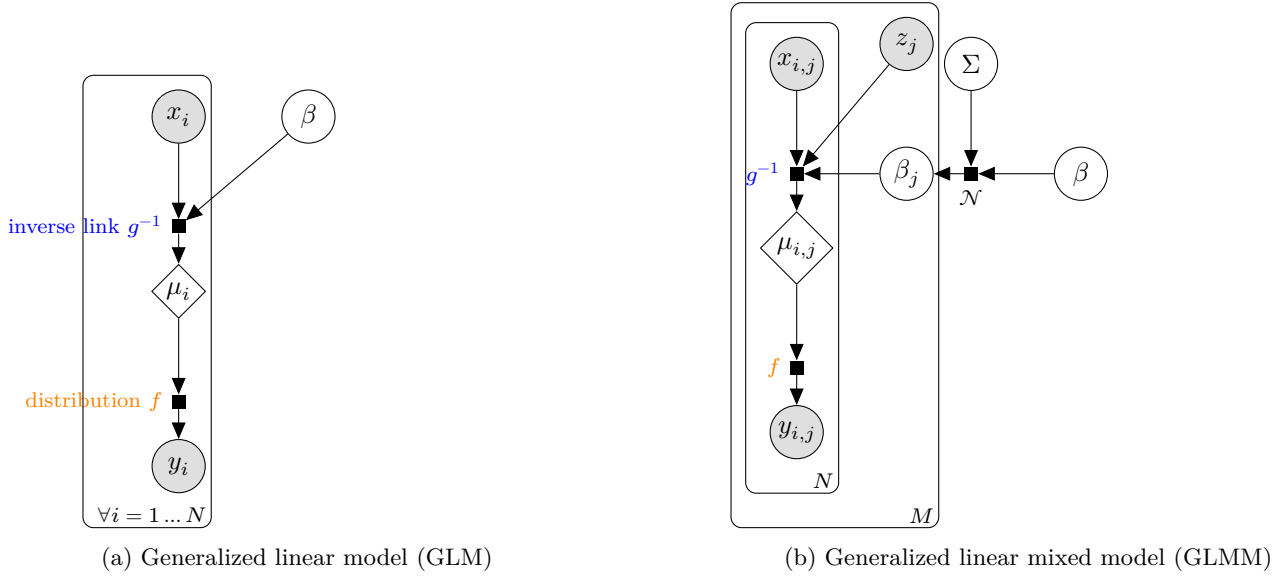 x_i
β
inverse link g⁻¹
μ_i
distribution f
y_i
∀i = 1 ... N
(a) Generalized linear model (GLM)
x_{i,j}
z_j
Σ
g⁻¹
β_j
𝒩
β
μ_{i,j}
f
y_{i,j}
N
M
(b) Generalized linear mixed model (GLMM)